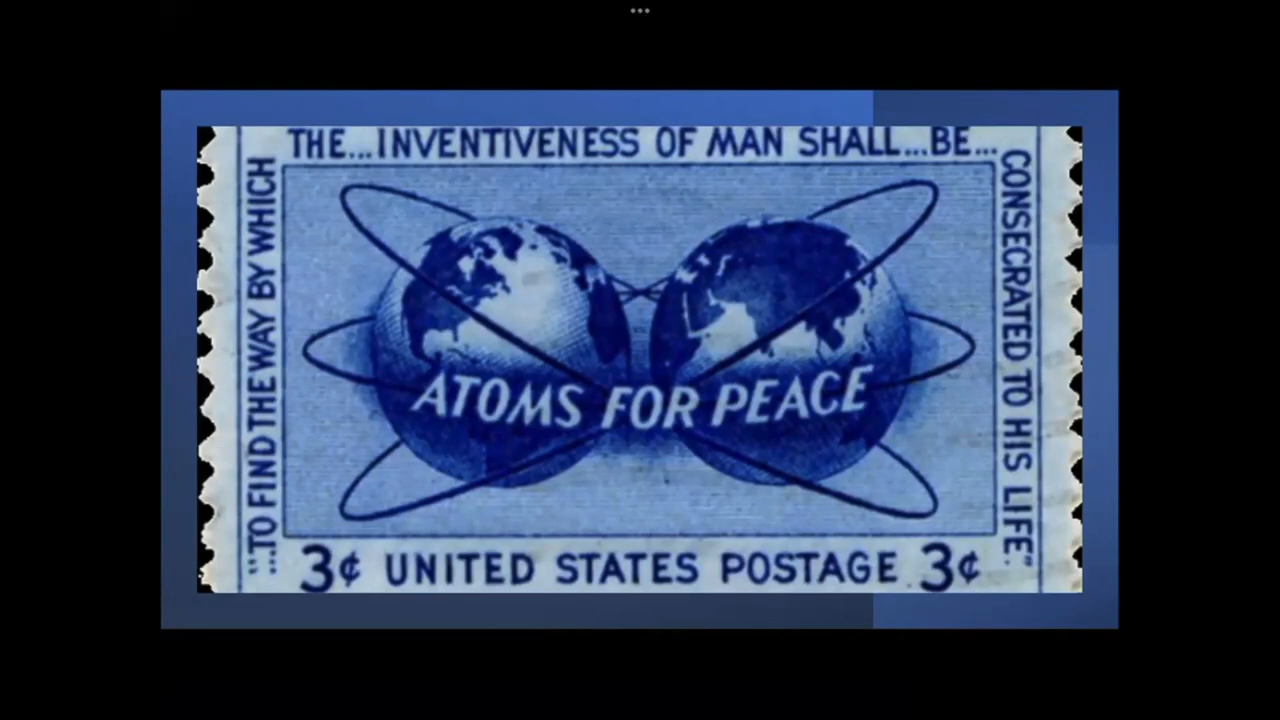 "...TO FIND THE WAY BY WHICH
THE...INVENTIVENESS OF MAN SHALL...BE...
CONSECRATED TO HIS LIFE."
ATOMS FOR PEACE
3¢ UNITED STATES POSTAGE 3¢